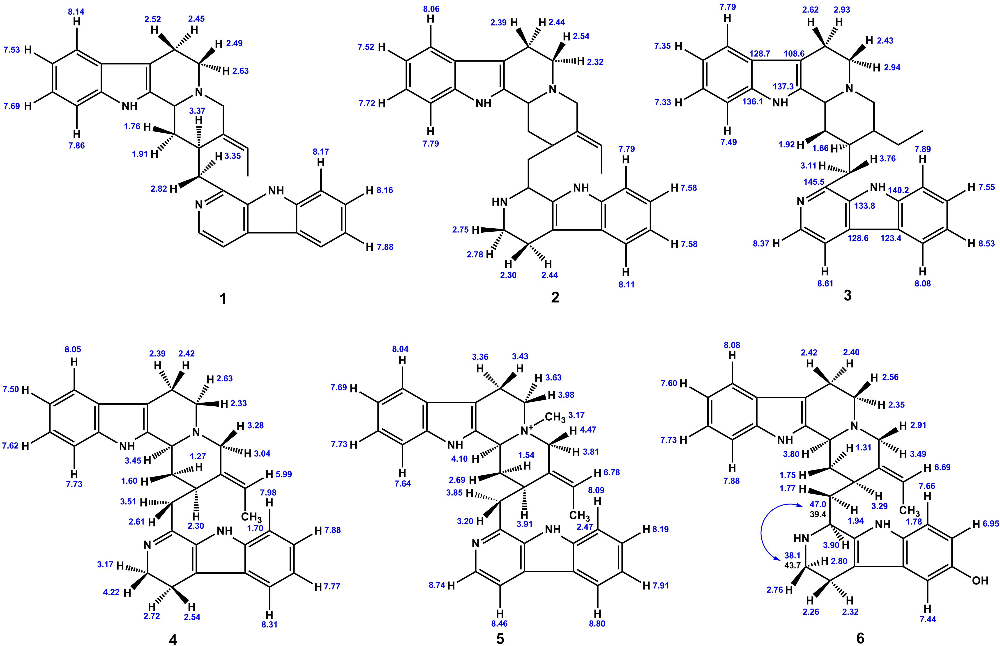 8.14
H
2.52
2.45
H
H
7.53 H
H 2.49
H 2.63
7.69 H
NH
N
3.37
H
1.76 H
H
7.86
1.91 H
H 3.35
8.17
H
2.82 H
NH
H 8.16
N
H 7.88
1
8.06
H
2.39 H
H 2.44
H 2.54
7.52 H
H 2.32
7.72 H
NH
N
H
7.79
7.79
H
NH
H 7.58
HN
2.75 H
2.78 H
H 7.58
H
H
2.30
2.44
H
8.11
2
7.79
H
2.62
2.93
H
H
7.35 H
H 2.43
128.7
108.6
H 2.94
137.3
N
7.33 H
136.1
NH
H
7.49
1.92 H
1.66 H
7.89
H
3.11 H
H 3.76
145.5
NH
140.2
H 7.55
N
133.8
8.37 H
128.6
123.4
H 8.53
H
8.61
H
8.08
3
8.05
H
2.39
2.42
H
H
7.50 H
H 2.63
H 2.33
H 3.28
7.62 H
NH
N
H 3.04
3.45 H
1.27
H
H
7.73
1.60 H
H 5.99
7.98
H
3.51 H
2.61 H
H
2.30
CH3
1.70
NH
H 7.88
N
3.17 H
4.22 H
H 7.77
H
2.72
H
2.54
H
8.31
4
8.04
H
3.36
3.43
H
H
7.69 H
H 3.63
H 3.98
CH3 3.17
N+
H 4.47
7.73 H
NH
H 3.81
4.10 H
1.54
H
H
7.64
2.69 H
H 6.78
8.09
H
3.85 H
3.20 H
H
3.91
CH3
2.47
NH
H 8.19
N
8.74 H
H 7.91
H
8.46
H
8.80
5
8.08
H
2.42
2.40
H
H
7.60 H
H 2.56
H 2.35
7.73 H
NH
N
H 2.91
H 3.49
3.80 H
H 1.31
H
7.88
1.75 H
H 6.69
7.66
H
1.77 H
H
3.29
47.0
39.4
H
1.94
CH3
1.78
NH
H 6.95
HN
3.90 H
38.1
43.7
H 2.80
2.76 H
OH
H
2.26
H
2.32
H
7.44
6